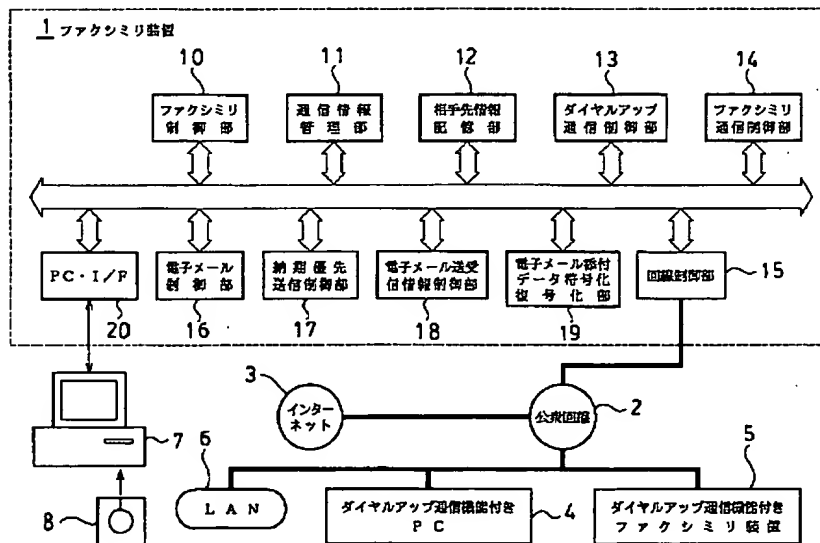 1 ファクシミリ装置
10
11
12
13
14
ファクシミリ
制御部
通信情報
管理部
相手先情報
記憶部
ダイヤルアップ
通信制御部
ファクシミリ
通信制御部
PC・I/F
電子メール
制御部
納期優先
送信制御部
電子メール送受
信情報制御部
電子メール添付
データ符号化
復号化部
回線制御部
15
20
16
17
18
19
3
インター
ネット
公衆回線
2
7
6
5
LAN
ダイヤルアップ通信機能付き
PC
4
ダイヤルアップ通信機能付き
ファクシミリ装置
8